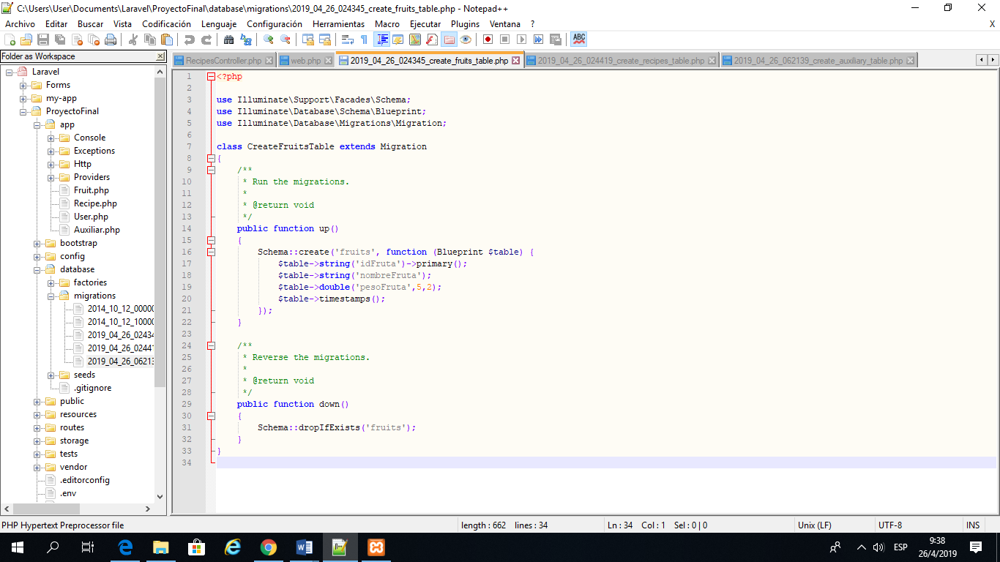 C:\Users\User\Documents\Laravel\ProyectoFinal\database\migrations\2019_04_26_024345_create_fruits_table.php - Notepad++
Archivo Editar Buscar Vista Codificación Lenguaje Configuración Herramientas Macro Ejecutar Plugins Ventana ? X
ABC
Folder as Workspace
RecipesController.php web.php 2019_04_26_024345_create_fruits_table.php 2019_04_26_024419_create_recipes_table.php 2019_04_26_062139_create_auxiliary_table.php
Laravel
Forms
my-app
ProyectoFinal
app
Console
Exceptions
Http
Providers
Fruit.php
Recipe.php
User.php
Auxiliar.php
bootstrap
config
database
factories
migrations
2014_10_12_00000
2014_10_12_10000
2019_04_26_02434
2019_04_26_02441
2019_04_26_06213
seeds
.gitignore
public
resources
routes
storage
tests
vendor
.editorconfig
.env
1 <?php
2
3 use Illuminate\Support\Facades\Schema;
4 use Illuminate\Database\Schema\Blueprint;
5 use Illuminate\Database\Migrations\Migration;
6
7 class CreateFruitsTable extends Migration
8 {
9 /**
10 * Run the migrations.
11 *
12 * @return void
13 */
14 public function up()
15 {
16 Schema::create('fruits', function (Blueprint $table) {
17 $table->string('idFruta')->primary();
18 $table->string('nombreFruta');
19 $table->double('pesoFruta',5,2);
20 $table->timestamps();
21 });
22 }
23
24 /**
25 * Reverse the migrations.
26 *
27 * @return void
28 */
29 public function down()
30 {
31 Schema::dropIfExists('fruits');
32 }
33 }
34
PHP Hypertext Preprocessor file length : 662 lines : 34 Ln : 34 Col : 1 Sel : 0 | 0 Unix (LF) UTF-8 INS
ESP
9:38
26/4/2019